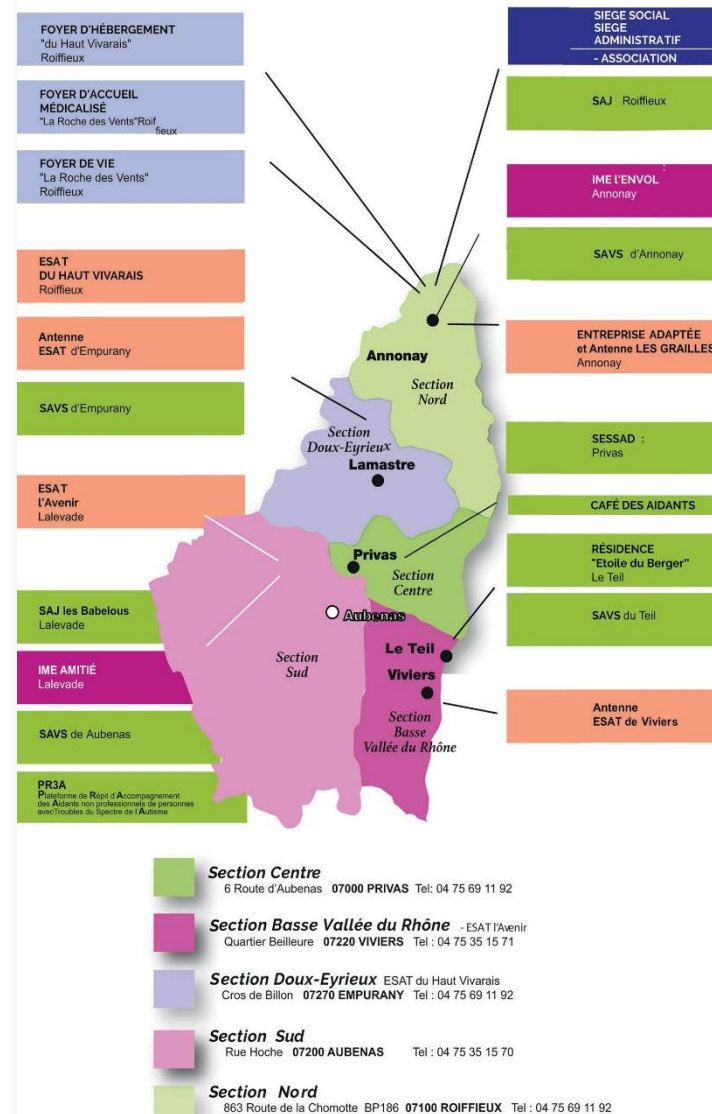 FOYER D'HÉBERGEMENT
"du Haut Vivarais"
Roiffieux
FOYER D'ACCUEIL
MÉDICALISÉ
"La Roche des Vents"Roif
fieux
FOYER DE VIE
"La Roche des Vents"
Roiffieux
ESAT
DU HAUT VIVARAIS
Roiffieux
Antenne
ESAT d'Empurany
SAVS d'Empurany
ESAT
l'Avenir
Lalevade
SAJ les Babelous
Lalevade
IME AMITIÉ
Lalevade
SAVS de Aubenas
PR3A
Plateforme de Répit d'Accompagnement
des Aidants non professionnels de personnes
avecTroubles du Spectre de l'Autisme
SIEGE SOCIAL
SIEGE
ADMINISTRATIF
- ASSOCIATION
SAJ Roiffieux
:
IME l'ENVOL
Annonay
SAVS d'Annonay
ENTREPRISE ADAPTÉE
et Antenne LES GRAILLES
Annonay
SESSAD :
Privas
CAFÉ DES AIDANTS
RÉSIDENCE
"Etoile du Berger"
Le Teil
SAVS du Teil
Antenne
ESAT de Viviers
Annonay
Section
Nord
Section
Doux-Eyrieux
Lamastre
Privas
Section
Centre
Aubenas
Section
Sud
Le Teil
Viviers
Section
Basse
Vallée du Rhône
Section Centre
6 Route d'Aubenas 07000 PRIVAS Tel: 04 75 69 11 92
Section Basse Vallée du Rhône - ESAT l'Avenir
Quartier Beilleure 07220 VIVIERS Tel : 04 75 35 15 71
Section Doux-Eyrieux ESAT du Haut Vivarais
Cros de Billon 07270 EMPURANY Tel : 04 75 69 11 92
Section Sud
Rue Hoche 07200 AUBENAS Tel : 04 75 35 15 70
Section Nord
863 Route de la Chomotte BP186 07100 ROIFFIEUX Tel : 04 75 69 11 92